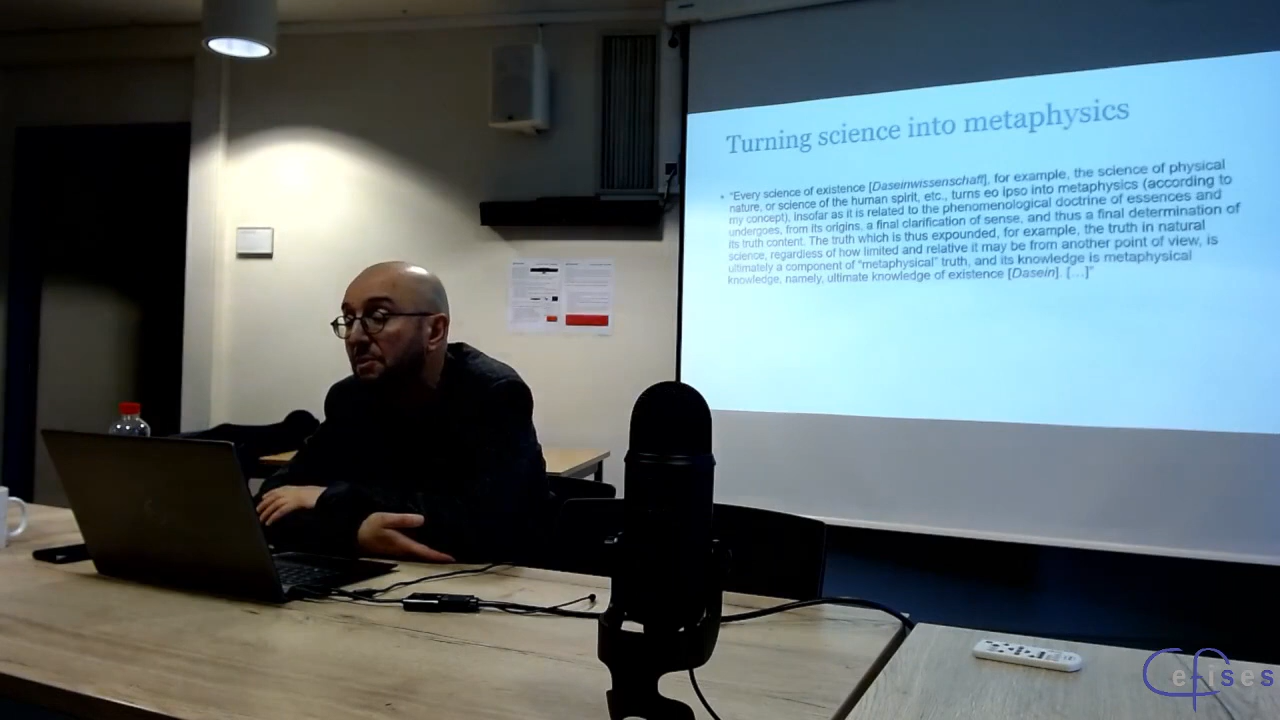 Turning science into metaphysics
• “Every science of existence [Daseinwissenschaft], for example, the science of physical
nature, or science of the human spirit, etc., turns eo ipso into metaphysics (according to
my concept), insofar as it is related to the phenomenological doctrine of essences and
undergoes, from its origins, a final clarification of sense, and thus a final determination of
its truth content. The truth which is thus expounded, for example, the truth in natural
science, regardless of how limited and relative it may be from another point of view, is
ultimately a component of “metaphysical” truth, and its knowledge is metaphysical
knowledge, namely, ultimate knowledge of existence [Dasein]. […]”
Cefises